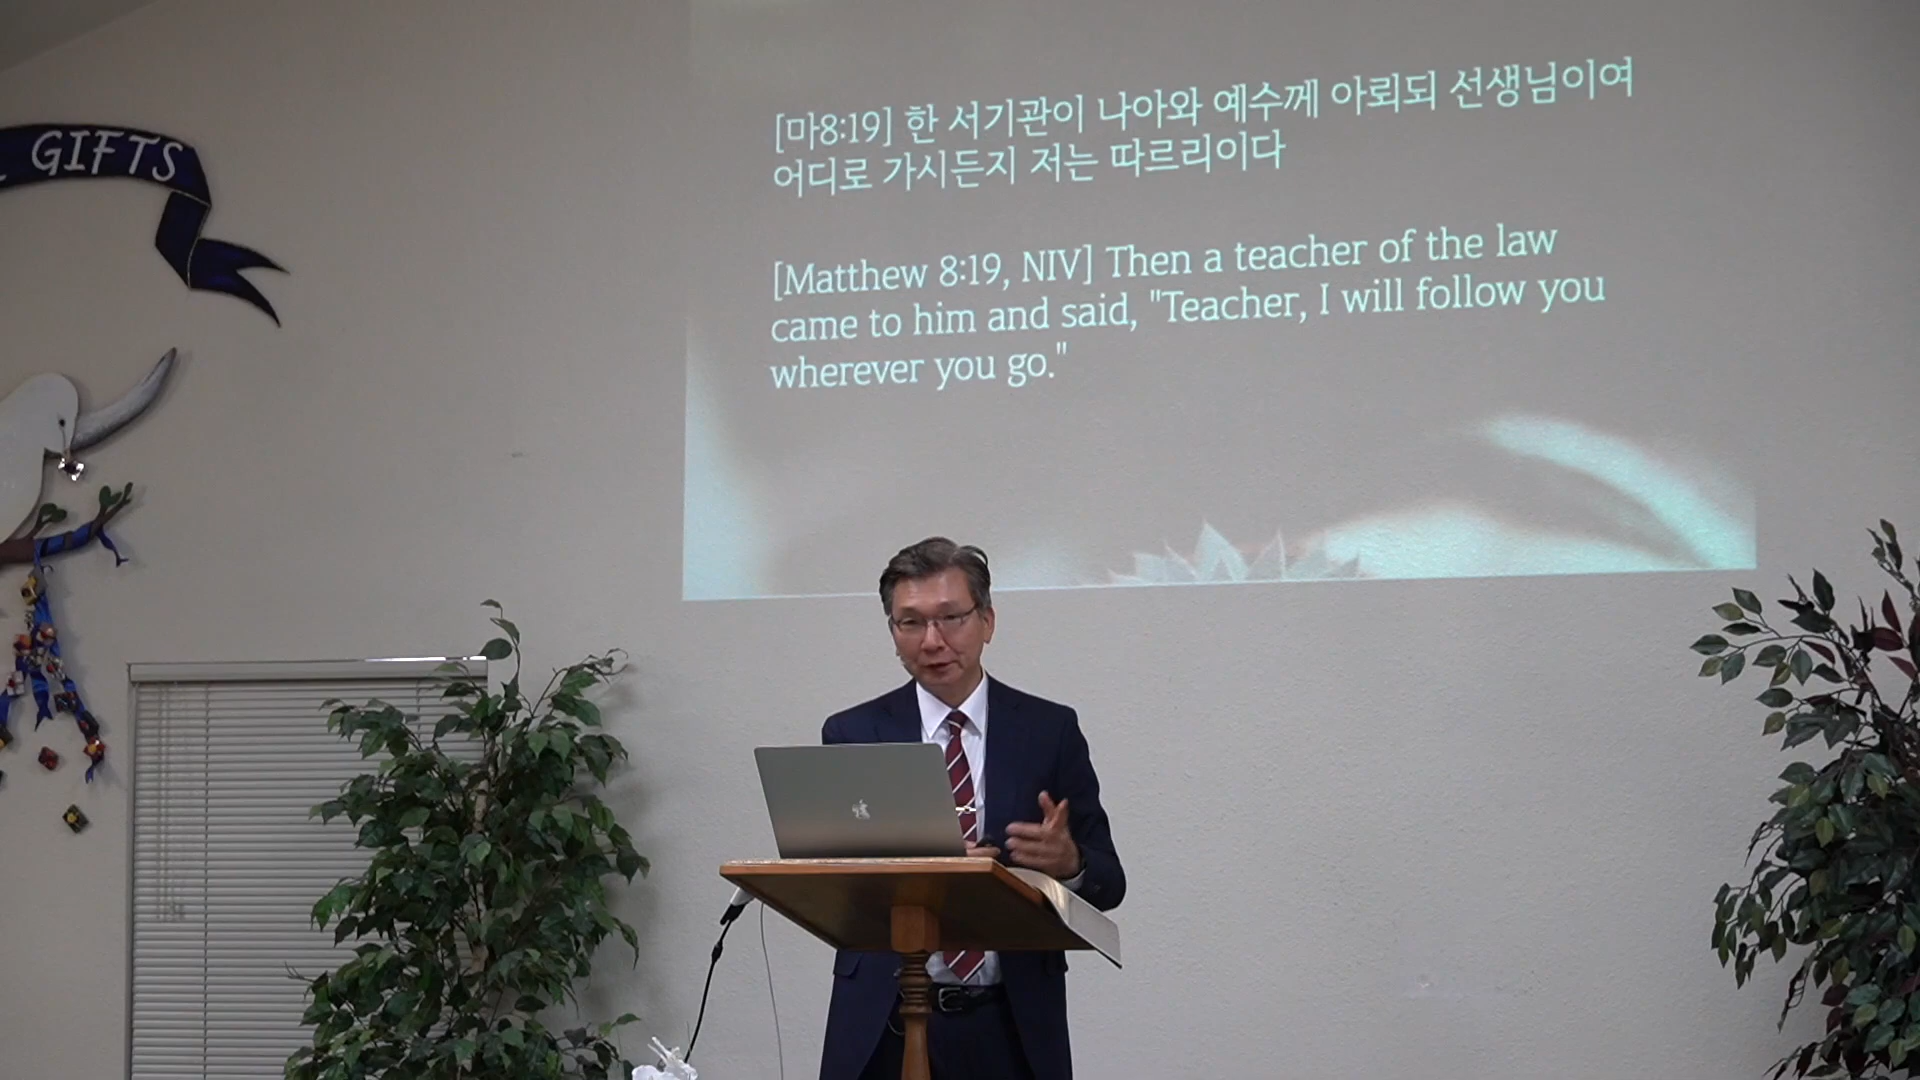 GIFTS
[마8:19] 한 서기관이 나아와 예수께 아뢰되 선생님이여
어디로 가시든지 저는 따르리이다
[Matthew 8:19, NIV] Then a teacher of the law
came to him and said, "Teacher, I will follow you
wherever you go."